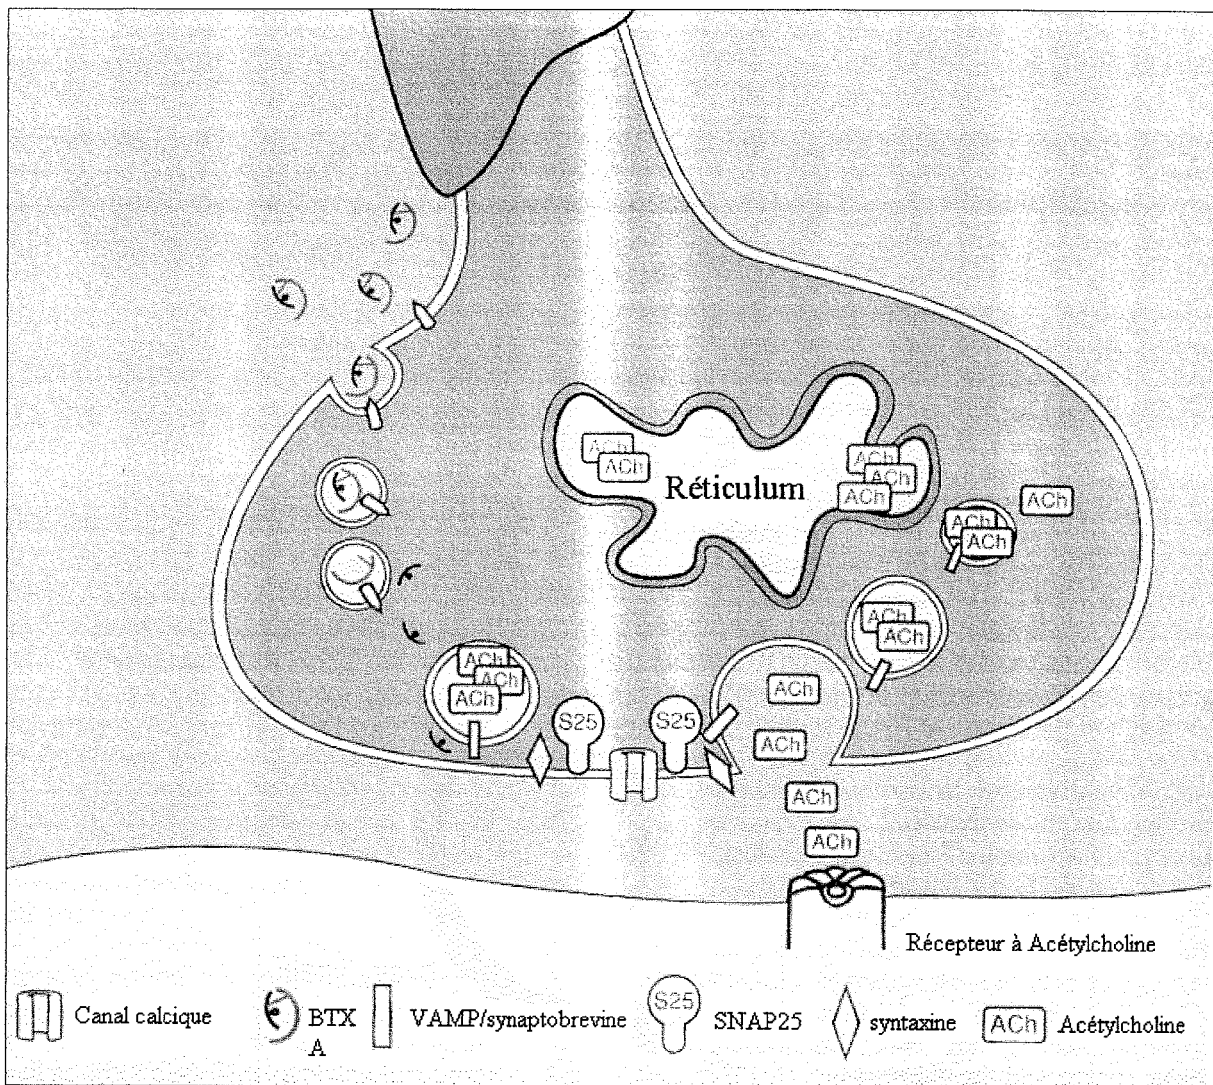 ACh
ACh
Réticulum
ACh
ACh
ACh
ACh
ACh
ACh
ACh
ACh
ACh
ACh
ACh
ACh
S25
S25
ACh
ACh
ACh
ACh
Récepteur à Acétylcholine
Canal calcique
BTX
A
VAMP/synaptobrevine
S25
SNAP25
syntaxine
ACh
Acétylcholine